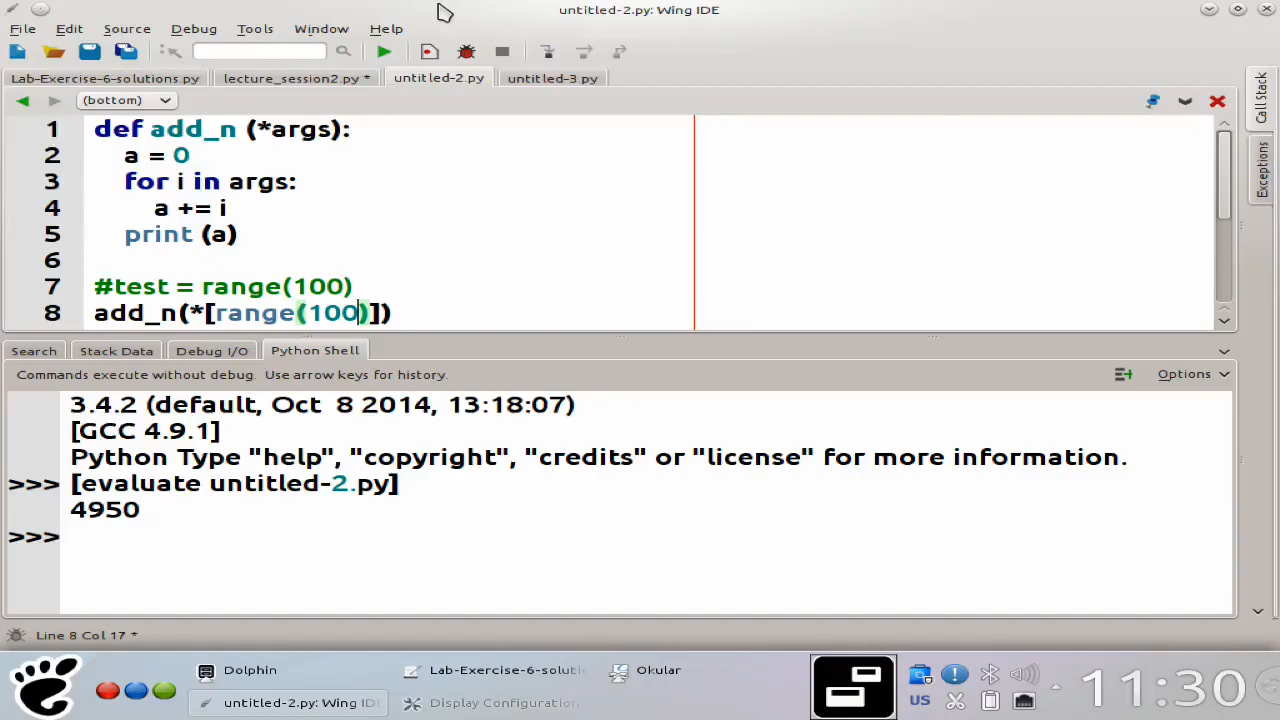 untitled-2.py: Wing IDE
File Edit Source Debug Tools Window Help
Lab-Exercise-6-solutions.py lecture_session2.py * untitled-2.py untitled-3.py
(bottom)
Call Stack
Exceptions
1 def add_n (*args):
2 a = 0
3 for i in args:
4 a += i
5 print (a)
6
7 #test = range(100)
8 add_n(*[range(100)])
Search Stack Data Debug I/O Python Shell
Commands execute without debug. Use arrow keys for history. Options
3.4.2 (default, Oct 8 2014, 13:18:07)
[GCC 4.9.1]
Python Type "help", "copyright", "credits" or "license" for more information.
>>> [evaluate untitled-2.py]
4950
>>>
Line 8 Col 17 *
Dolphin Lab-Exercise-6-soluti Okular
untitled-2.py: Wing IDE Display Configuration
US
11:30